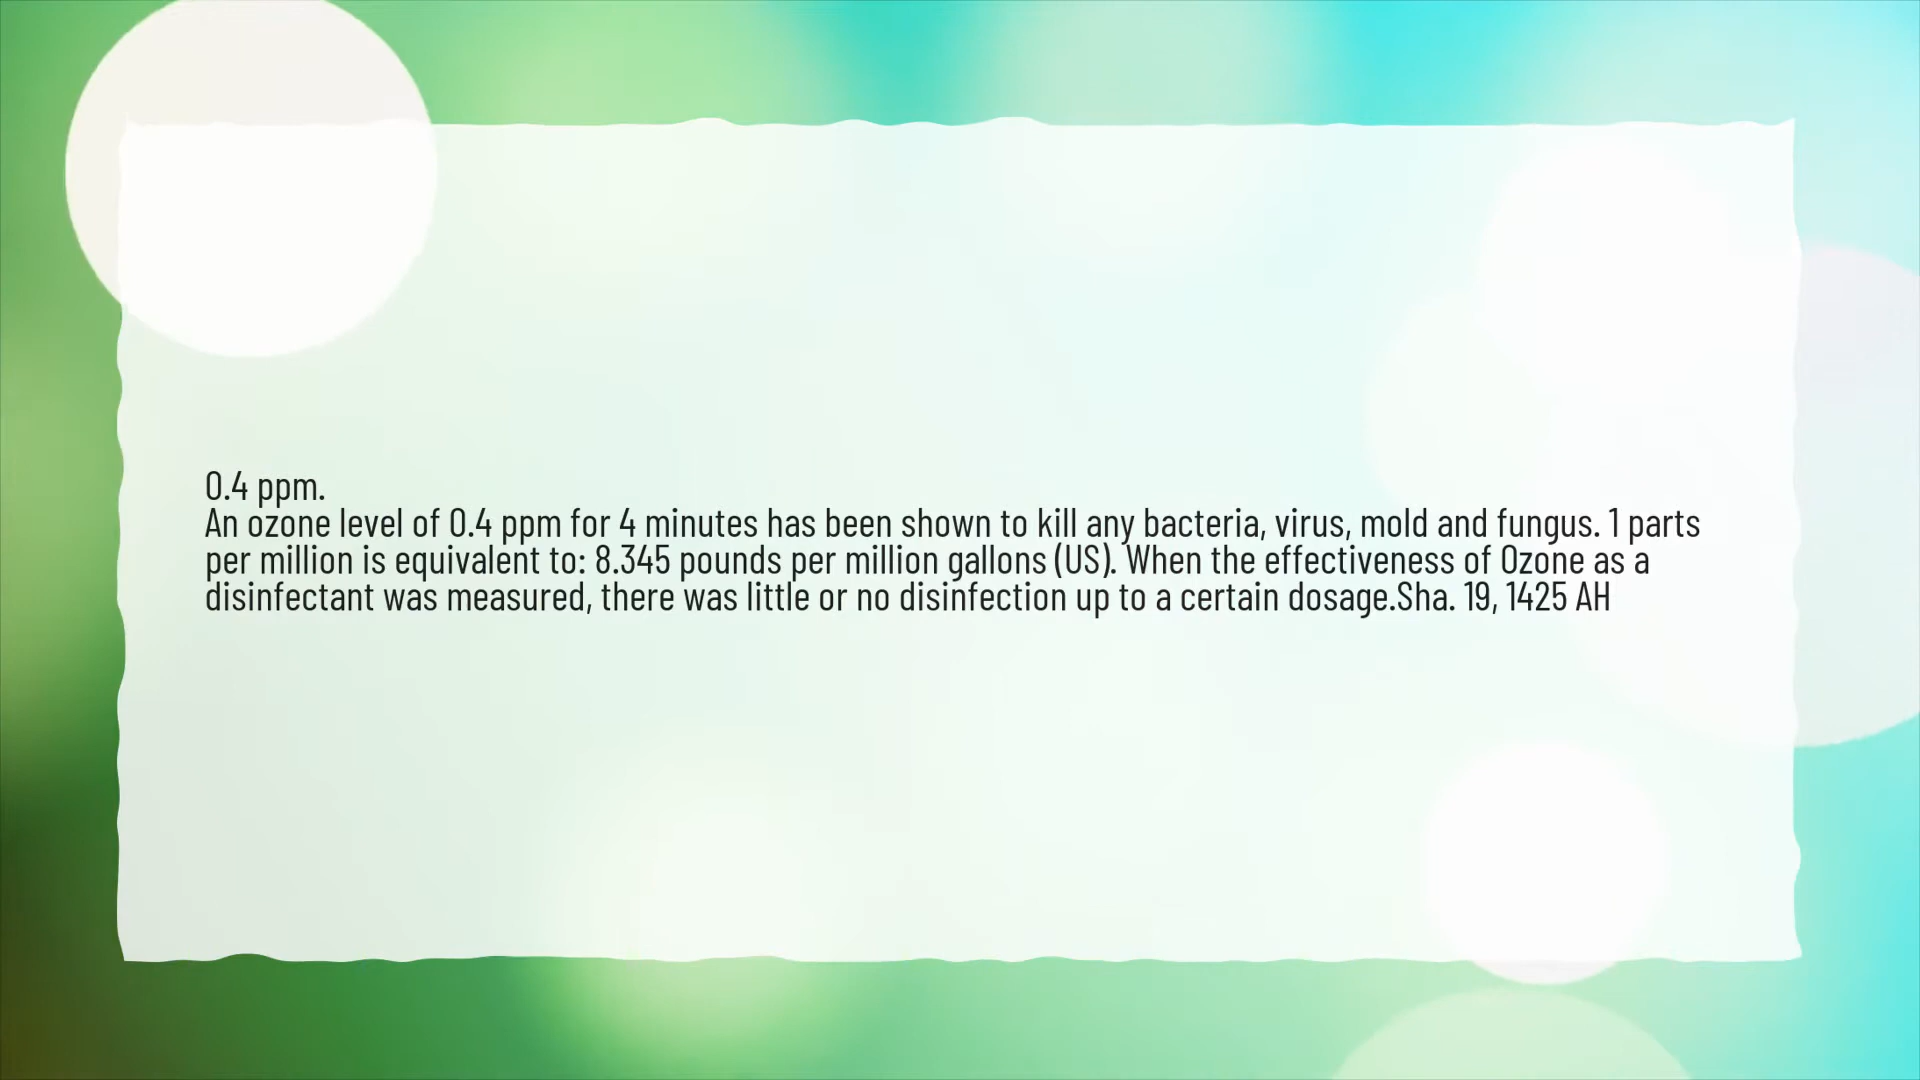 0.4 ppm.
An ozone level of 0.4 ppm for 4 minutes has been shown to kill any bacteria, virus, mold and fungus. 1 parts
per million is equivalent to: 8.345 pounds per million gallons (US). When the effectiveness of Ozone as a
disinfectant was measured, there was little or no disinfection up to a certain dosage.Sha. 19, 1425 AH